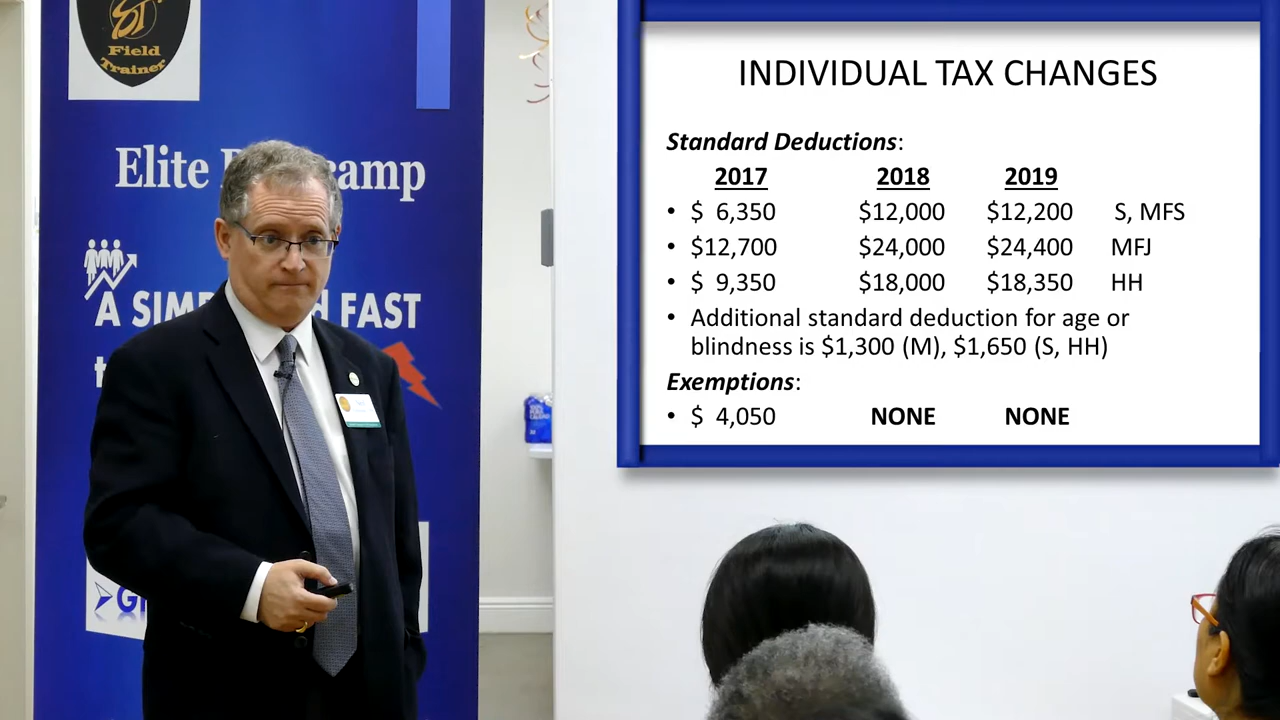 ST
Field
Trainer
Elite camp
A SIM FAST
INDIVIDUAL TAX CHANGES
Standard Deductions:
2017 2018 2019
• $ 6,350 $12,000 $12,200 S, MFS
• $12,700 $24,000 $24,400 MFJ
• $ 9,350 $18,000 $18,350 HH
• Additional standard deduction for age or
blindness is $1,300 (M), $1,650 (S, HH)
Exemptions:
• $ 4,050 NONE NONE